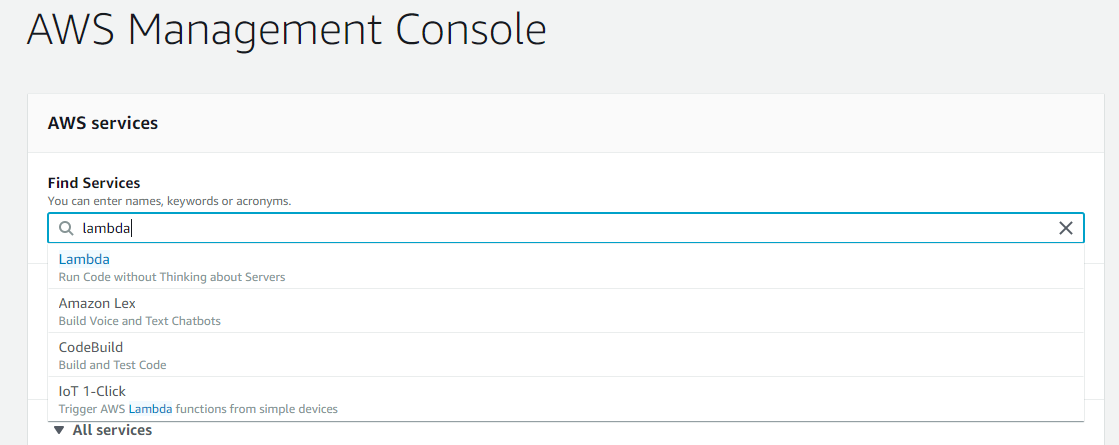 AWS Management Console
AWS services
Find Services
You can enter names, keywords or acronyms.
lambda
Lambda
Run Code without Thinking about Servers
Amazon Lex
Build Voice and Text Chatbots
CodeBuild
Build and Test Code
IoT 1-Click
Trigger AWS Lambda functions from simple devices
All services